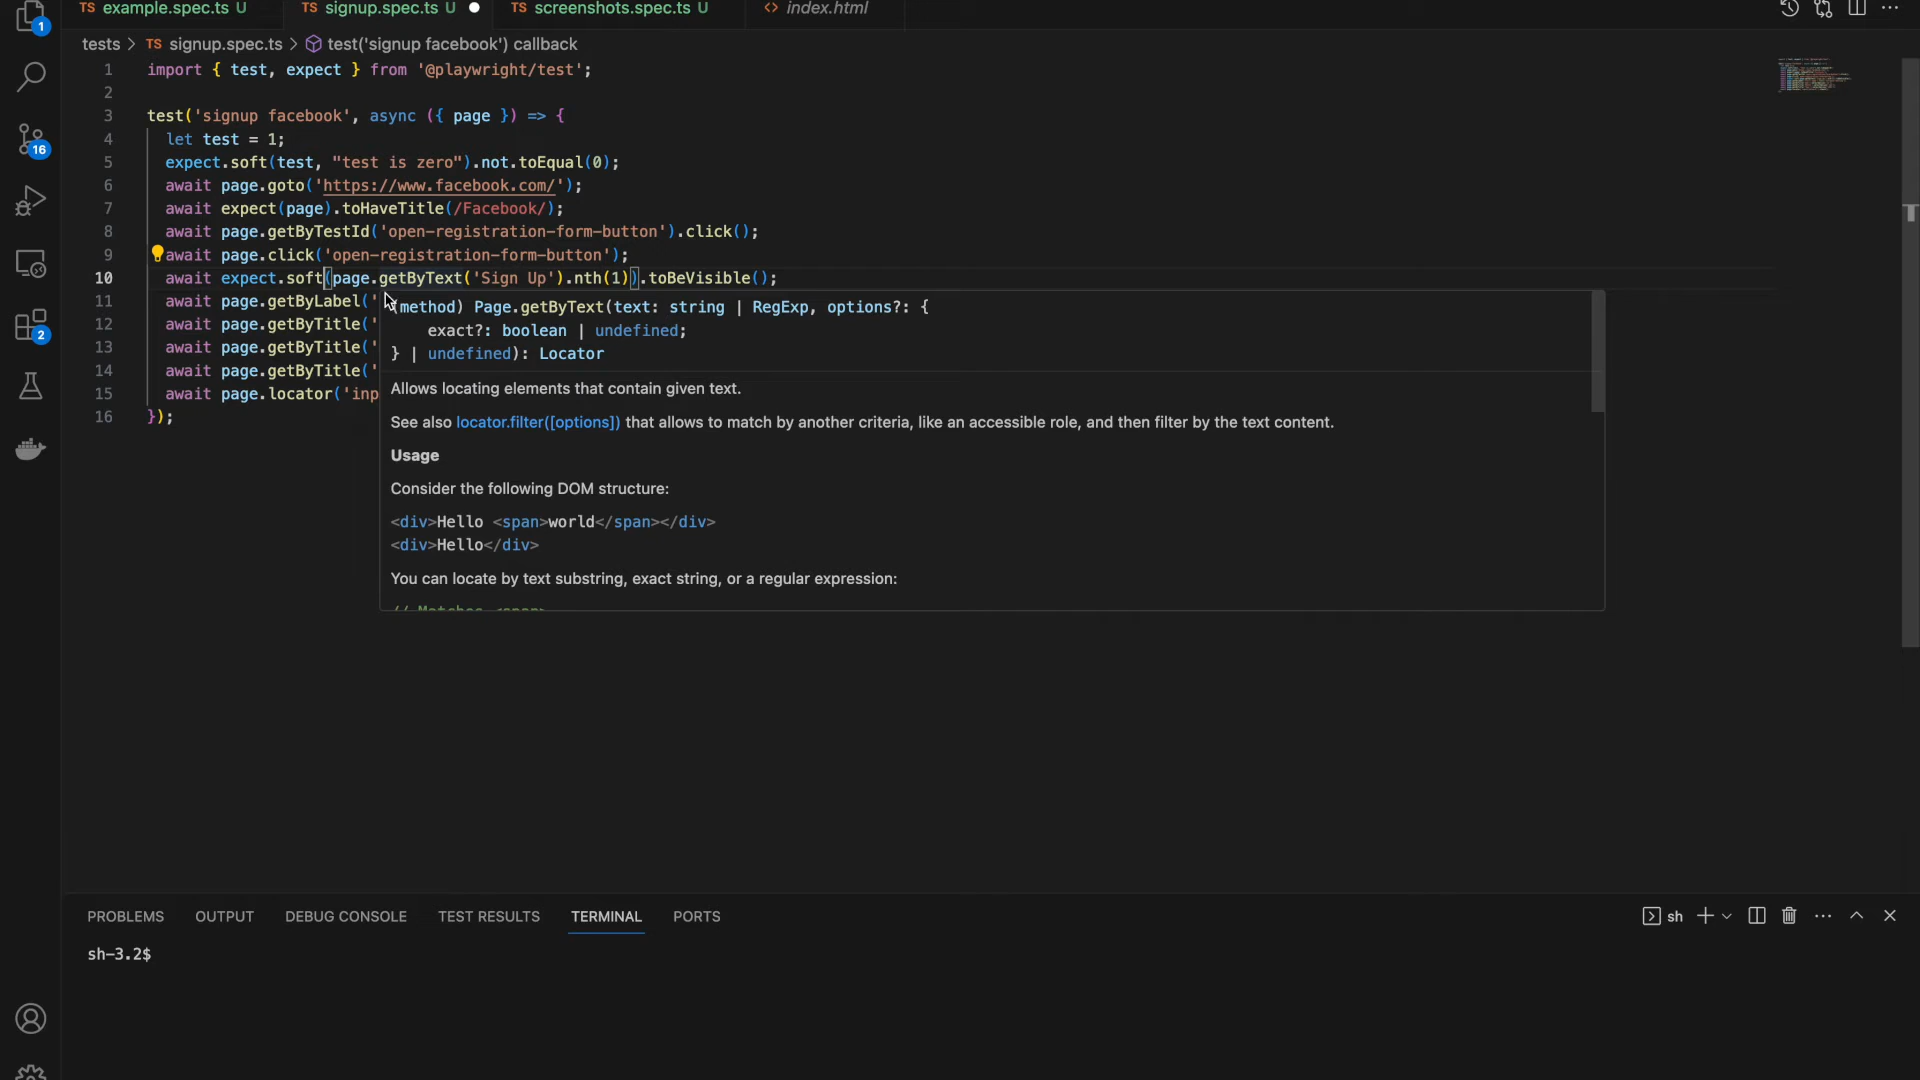 1
TS example.spec.ts U
TS signup.spec.ts U
TS screenshots.spec.ts U
<> index.html
tests > TS signup.spec.ts > test('signup facebook') callback
1 import { test, expect } from '@playwright/test';
2
3 test('signup facebook', async ({ page }) => {
4 let test = 1;
5 expect.soft(test, "test is zero").not.toEqual(0);
6 await page.goto('https://www.facebook.com/');
7 await expect(page).toHaveTitle(/Facebook/);
8 await page.getByTestId('open-registration-form-button').click();
9 await page.click('open-registration-form-button');
10 await expect.soft(page.getByText('Sign Up').nth(1)).toBeVisible();
11 await page.getByLabel('
12 await page.getByTitle('
13 await page.getByTitle('
14 await page.getByTitle('
15 await page.locator('inp
16 });
(method) Page.getByText(text: string | RegExp, options?: {
exact?: boolean | undefined;
} | undefined): Locator
Allows locating elements that contain given text.
See also locator.filter([options]) that allows to match by another criteria, like an accessible role, and then filter by the text content.
Usage
Consider the following DOM structure:
<div>Hello <span>world</span></div>
<div>Hello</div>
You can locate by text substring, exact string, or a regular expression:
// Matches <span>
16
2
PROBLEMS OUTPUT DEBUG CONSOLE TEST RESULTS TERMINAL PORTS
sh
sh-3.2$